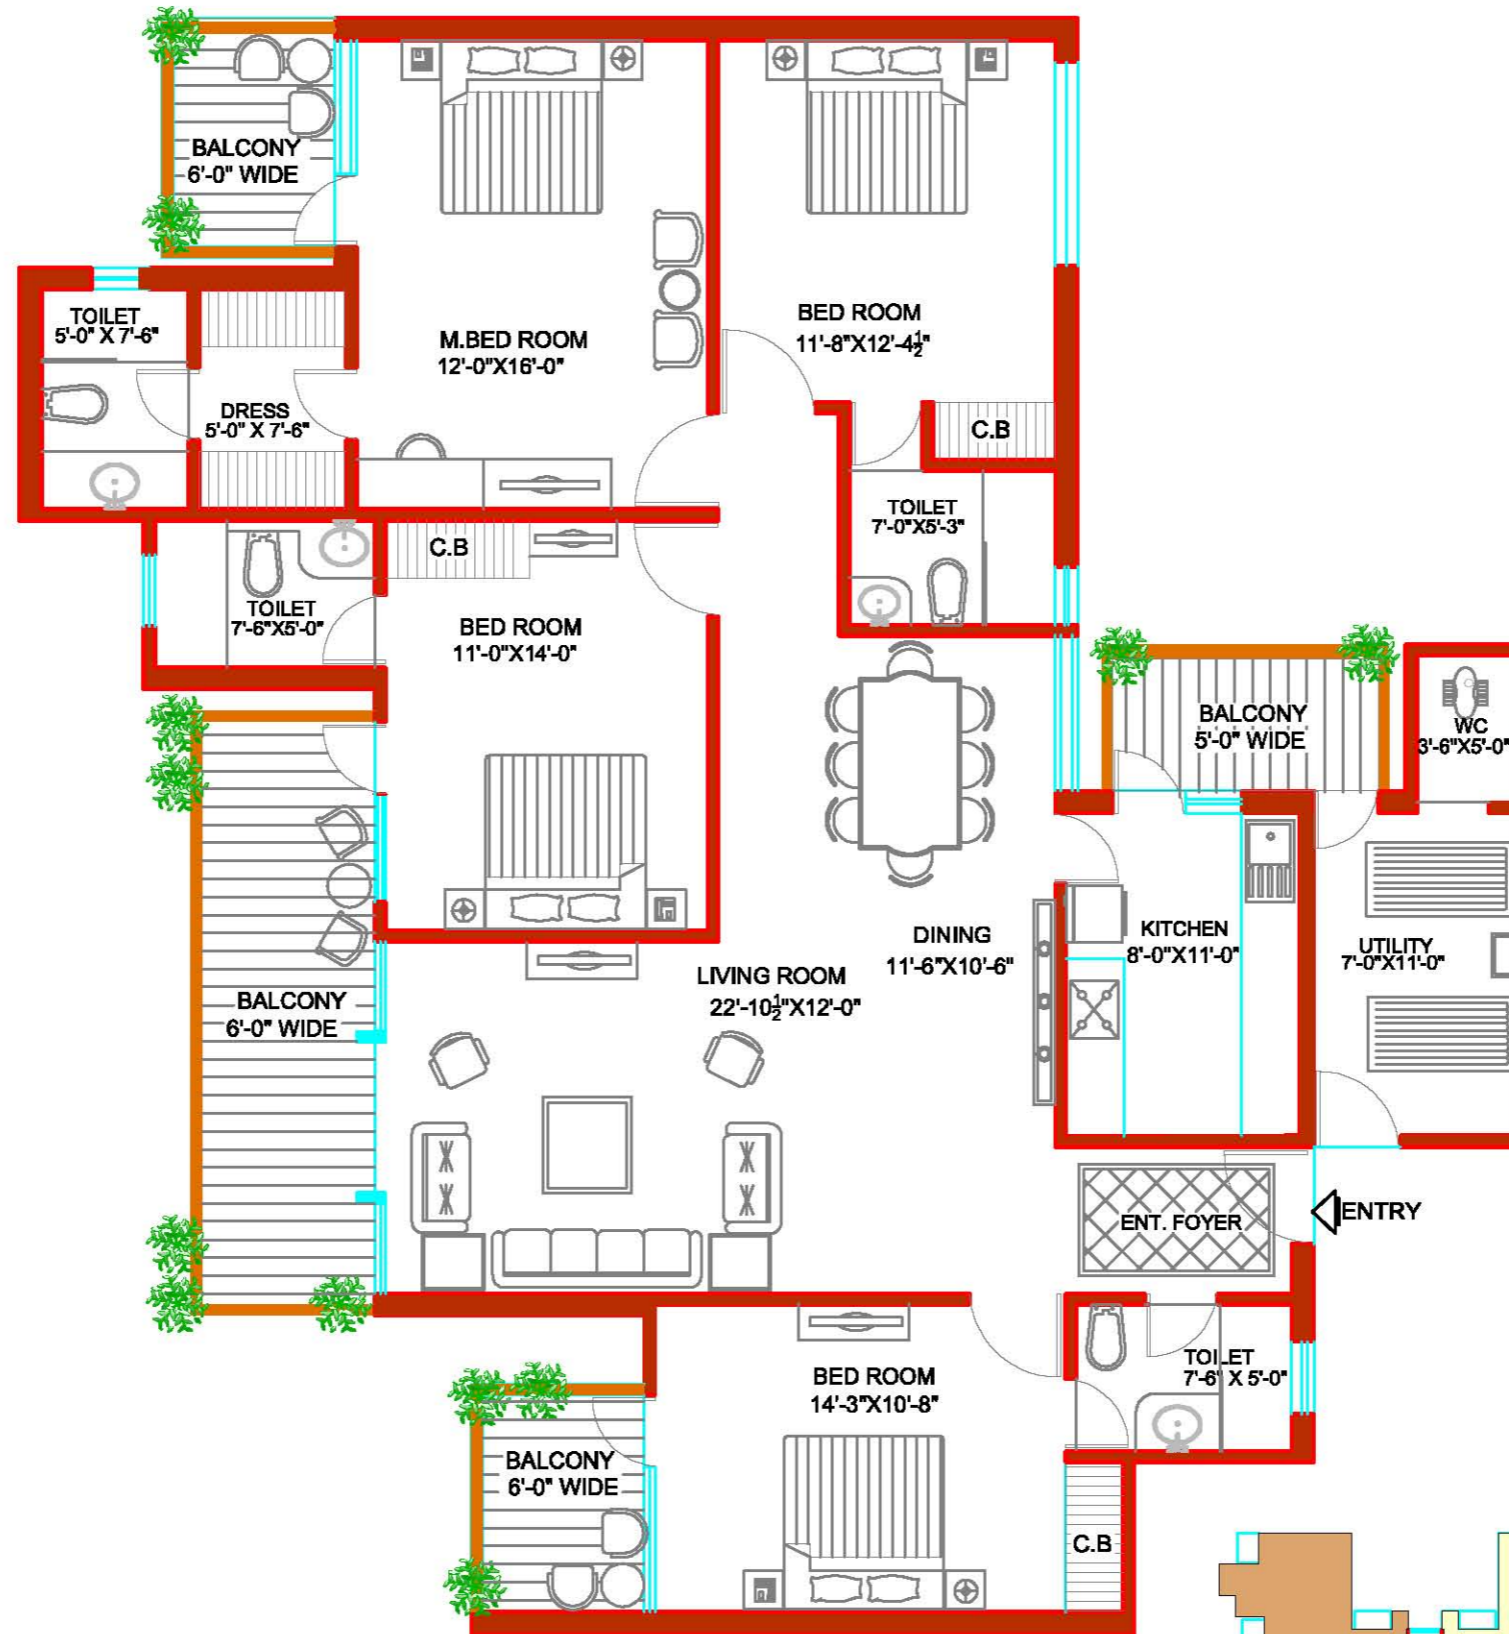 BALCONY
6'-0" WIDE
TOILET
5'-0" X 7'-6"
DRESS
5'-0" X 7'-6"
M.BED ROOM
12'-0"X16'-0"
BED ROOM
11'-8"X12'-4½"
C.B
TOILET
7'-0"X5'-3"
C.B
TOILET
7'-6"X5'-0"
BED ROOM
11'-0"X14'-0"
BALCONY
5'-0" WIDE
WC
3'-6"X5'-0"
DINING
11'-6"X10'-6"
KITCHEN
8'-0"X11'-0"
UTILITY
7'-0"X11'-0"
LIVING ROOM
22'-10½"X12'-0"
BALCONY
6'-0" WIDE
ENT. FOYER
ENTRY
BED ROOM
14'-3"X10'-8"
TOILET
7'-6" X 5'-0"
BALCONY
6'-0" WIDE
C.B